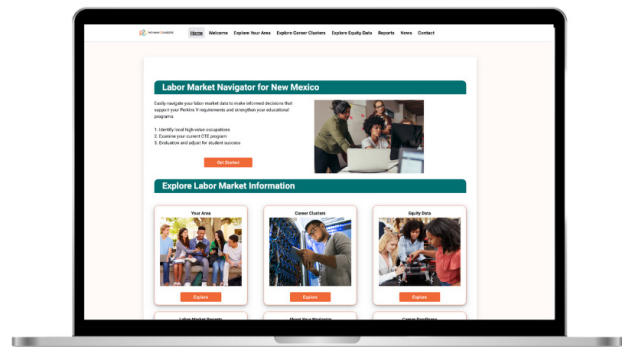 Home Welcome Explore Your Area Explore Career Clusters Explore Equity Data Reports News Contact
Labor Market Navigator for New Mexico
Easily navigate your labor market data to make informed decisions that
support your Perkins V requirements and strengthen your educational
programs.
1. Identify local high-value occupations
2. Examine your current CTE program
3. Evaluation and adjust for student success
Get Started
Explore Labor Market Information
Your Area Career Clusters Equity Data
Explore Explore Explore